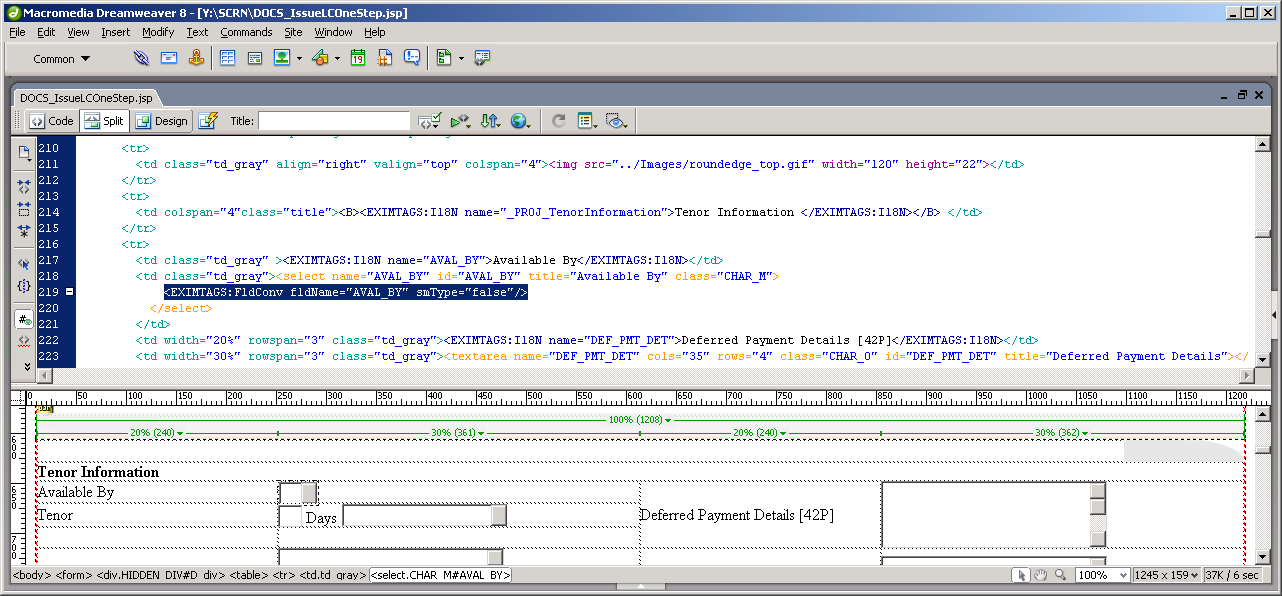 Macromedia Dreamweaver 8 - [Y:\SCRN\DOCS_IssueLCOneStep.jsp]
File Edit View Insert Modify Text Commands Site Window Help
Common
19
DOCS_IssueLCOneStep.jsp
Code Split Design Title:
210 <tr>
211 <td class="td_gray" align="right" valign="top" colspan="4"><img src="../Images/roundedge_top.gif" width="120" height="22"></td>
212 </tr>
213 <tr>
214 <td colspan="4"class="title"><B><EXIMTAGS:I18N name="_PROJ_TenorInformation">Tenor Information </EXIMTAGS:I18N></B> </td>
215 </tr>
216 <tr>
217 <td class="td_gray" ><EXIMTAGS:I18N name="AVAL_BY">Available By</EXIMTAGS:I18N></td>
218 <td class="td_gray"><select name="AVAL_BY" id="AVAL_BY" title="Available By" class="CHAR_M">
219 <EXIMTAGS:FldConv fldName="AVAL_BY" smType="false"/>
220 </select>
221 </td>
222 <td width="20%" rowspan="3" class="td_gray"><EXIMTAGS:I18N name="DEF_PMT_DET">Deferred Payment Details [42P]</EXIMTAGS:I18N></td>
223 <td width="30%" rowspan="3" class="td_gray"><textarea name="DEF_PMT_DET" cols="35" rows="4" class="CHAR_O" id="DEF_PMT_DET" title="Deferred Payment Details"></
0 50 100 150 200 250 300 350 400 450 500 550 600 650 700 750 800 850 900 950 1000 1050 1100 1150 1200
100% (1208)
20% (240) 30% (361) 20% (240) 30% (362)
600
Tenor Information
650
Available By
Tenor Days Deferred Payment Details [42P]
700
<body> <form> <div.HIDDEN_DIV#D_div> <table> <tr> <td.td_gray> <select.CHAR_M#AVAL_BY> 100% 1245 x 159 37K / 6 sec